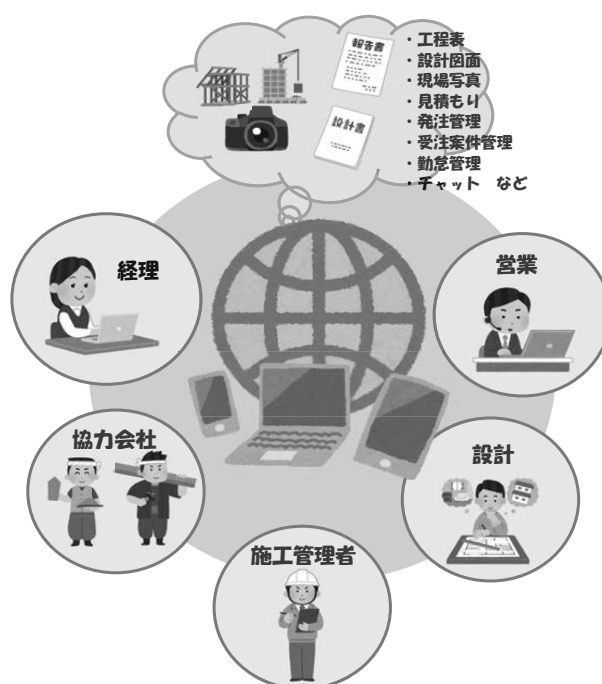 報告書
設計書
・工程表
・設計図面
・現場写真
・見積もり
・発注管理
・受注案件管理
・勤怠管理
・チャット など
経理
営業
協力会社
設計
施工管理者